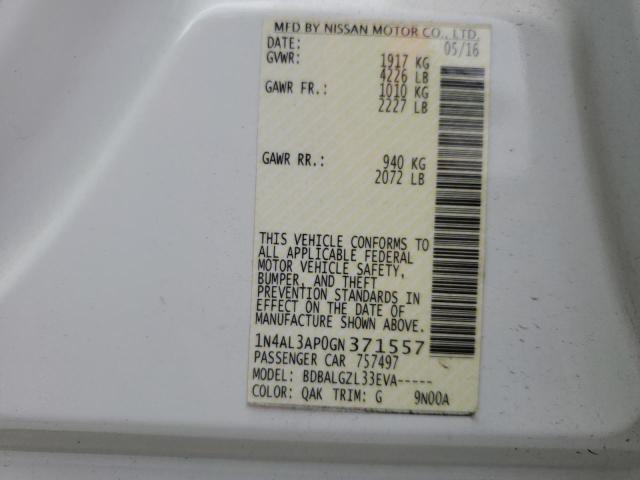 MFD BY NISSAN MOTOR CO., LTD.
DATE: 05/16
GVWR: 1917 KG
4226 LB
GAWR FR.: 1010 KG
2227 LB
GAWR RR.: 940 KG
2072 LB
THIS VEHICLE CONFORMS TO
ALL APPLICABLE FEDERAL
MOTOR VEHICLE SAFETY,
BUMPER, AND THEFT
PREVENTION STANDARDS IN
EFFECT ON THE DATE OF
MANUFACTURE SHOWN ABOVE.
1N4AL3AP0GN371557
PASSENGER CAR 757497
MODEL: BDBALGZL33EVA-----
COLOR: QAK TRIM: G 9N00A